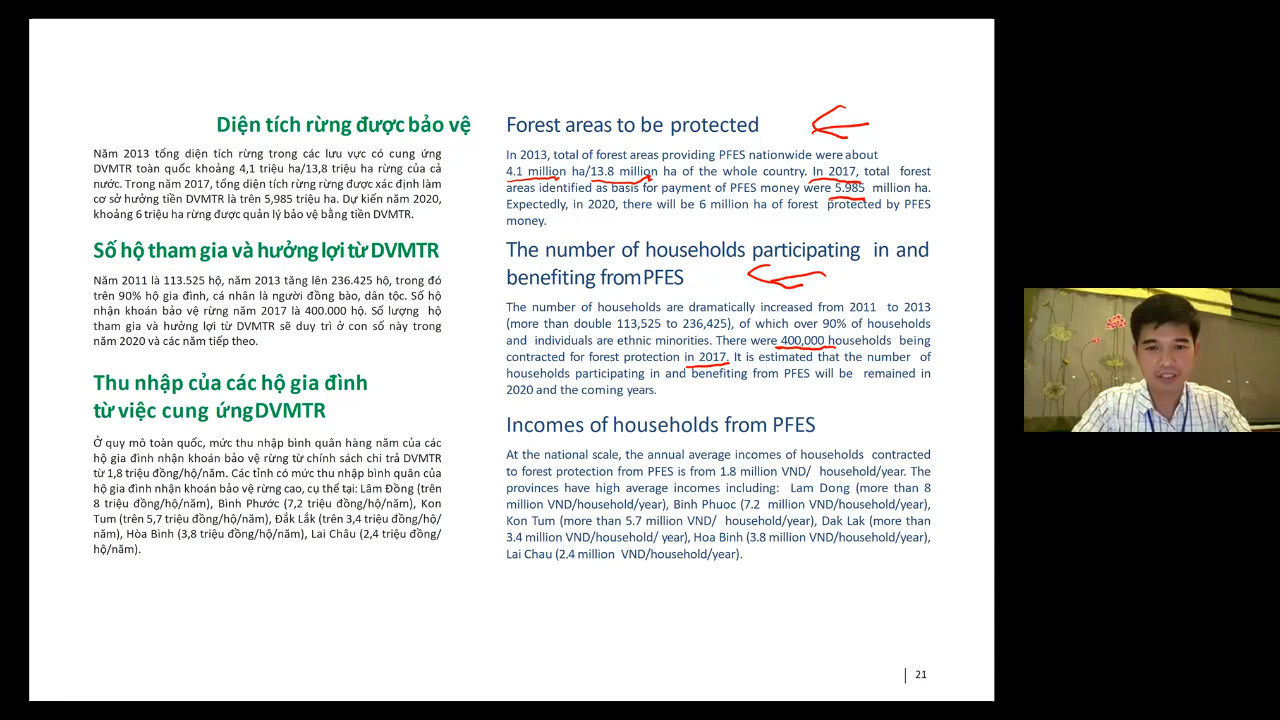 Diện tích rừng được bảo vệ
Năm 2013 tổng diện tích rừng trong các lưu vực có cung ứng
DVMTR toàn quốc khoảng 4,1 triệu ha/13,8 triệu ha rừng của cả
nước. Trong năm 2017, tổng diện tích rừng rừng được xác định làm
cơ sở hưởng tiền DVMTR là trên 5,985 triệu ha. Dự kiến năm 2020,
khoảng 6 triệu ha rừng được quản lý bảo vệ bằng tiền DVMTR.
Số hộ tham gia và hưởng lợi từ DVMTR
Năm 2011 là 113.525 hộ, năm 2013 tăng lên 236.425 hộ, trong đó
trên 90% hộ gia đình, cá nhân là người đồng bào, dân tộc. Số hộ
nhận khoán bảo vệ rừng năm 2017 là 400.000 hộ. Số lượng hộ
tham gia và hưởng lợi từ DVMTR sẽ duy trì ở con số này trong
năm 2020 và các năm tiếp theo.
Thu nhập của các hộ gia đình
từ việc cung ứng DVMTR
Ở quy mô toàn quốc, mức thu nhập bình quân hàng năm của các
hộ gia đình nhận khoán bảo vệ rừng từ chính sách chi trả DVMTR
từ 1,8 triệu đồng/hộ/năm. Các tỉnh có mức thu nhập bình quân của
hộ gia đình nhận khoán bảo vệ rừng cao, cụ thể tại: Lâm Đồng (trên
8 triệu đồng/hộ/năm), Bình Phước (7,2 triệu đồng/hộ/năm), Kon
Tum (trên 5,7 triệu đồng/hộ/năm), Đắk Lắk (trên 3,4 triệu đồng/hộ/
năm), Hòa Bình (3,8 triệu đồng/hộ/năm), Lai Châu (2,4 triệu đồng/
hộ/năm).
Forest areas to be protected
In 2013, total of forest areas providing PFES nationwide were about
4.1 million ha/13.8 million ha of the whole country. In 2017, total forest
areas identified as basis for payment of PFES money were 5.985 million ha.
Expectedly, in 2020, there will be 6 million ha of forest protected by PFES
money.
The number of households participating in and
benefiting from PFES
The number of households are dramatically increased from 2011 to 2013
(more than double 113,525 to 236,425), of which over 90% of households
and individuals are ethnic minorities. There were 400,000 households being
contracted for forest protection in 2017. It is estimated that the number of
households participating in and benefiting from PFES will be remained in
2020 and the coming years.
Incomes of households from PFES
At the national scale, the annual average incomes of households contracted
to forest protection from PFES is from 1.8 million VND/ household/year. The
provinces have high average incomes including: Lam Dong (more than 8
million VND/household/year), Binh Phuoc (7.2 million VND/household/year),
Kon Tum (more than 5.7 million VND/ household/year), Dak Lak (more than
3.4 million VND/household/ year), Hoa Binh (3.8 million VND/household/year),
Lai Chau (2.4 million VND/household/year).
21